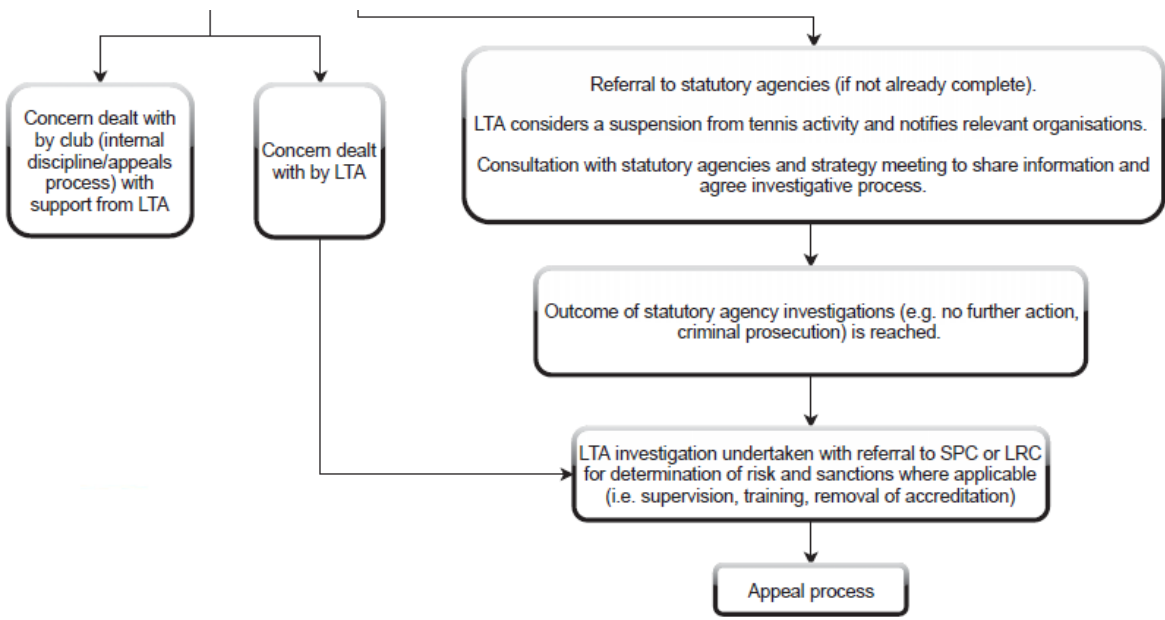 Concern dealt with
by club (internal
discipline/appeals
process) with
support from LTA
Concern dealt
with by LTA
Referral to statutory agencies (if not already complete).
LTA considers a suspension from tennis activity and notifies relevant organisations.
Consultation with statutory agencies and strategy meeting to share information and
agree investigative process.
Outcome of statutory agency investigations (e.g. no further action,
criminal prosecution) is reached.
LTA investigation undertaken with referral to SPC or LRC
for determination of risk and sanctions where applicable
(i.e. supervision, training, removal of accreditation)
Appeal process